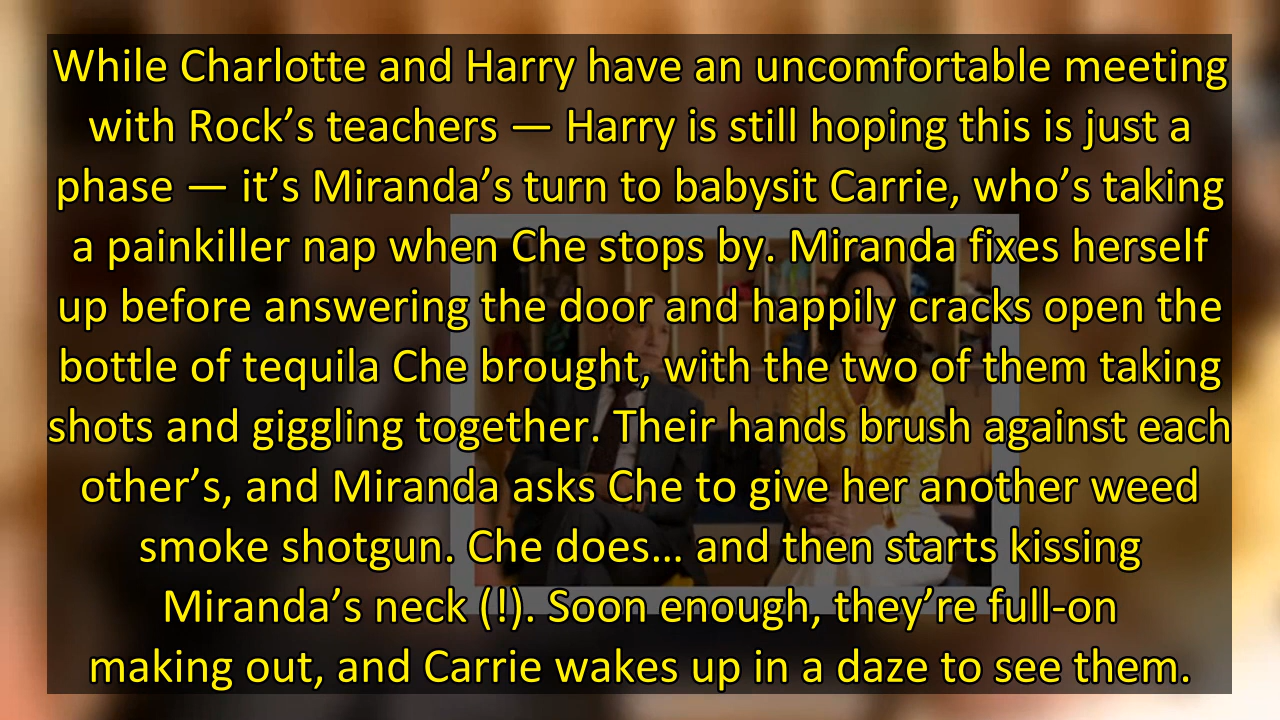 While Charlotte and Harry have an uncomfortable meeting
with Rock’s teachers — Harry is still hoping this is just a
phase — it’s Miranda’s turn to babysit Carrie, who’s taking
a painkiller nap when Che stops by. Miranda fixes herself
up before answering the door and happily cracks open the
bottle of tequila Che brought, with the two of them taking
shots and giggling together. Their hands brush against each
other’s, and Miranda asks Che to give her another weed
smoke shotgun. Che does… and then starts kissing
Miranda’s neck (!). Soon enough, they’re full-on
making out, and Carrie wakes up in a daze to see them.